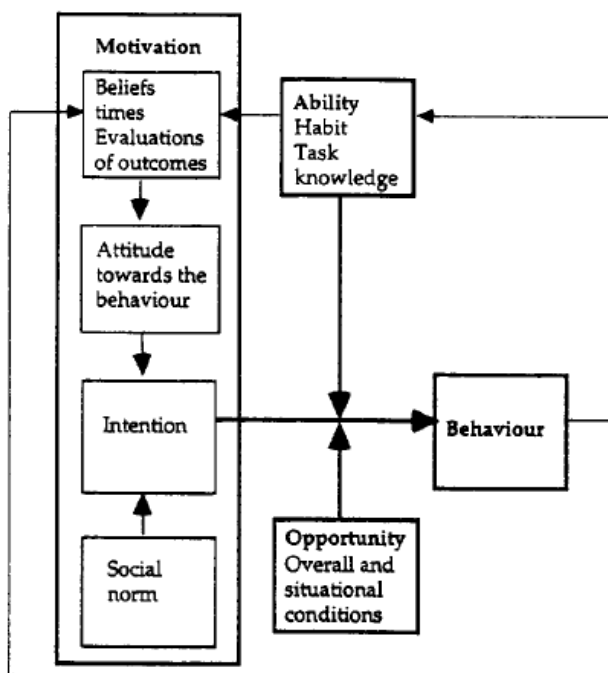 Motivation
Beliefs
times
Evaluations
of outcomes
Attitude
towards the
behaviour
Intention
Social
norm
Ability
Habit
Task
knowledge
Opportunity
Overall and
situational
conditions
Behaviour